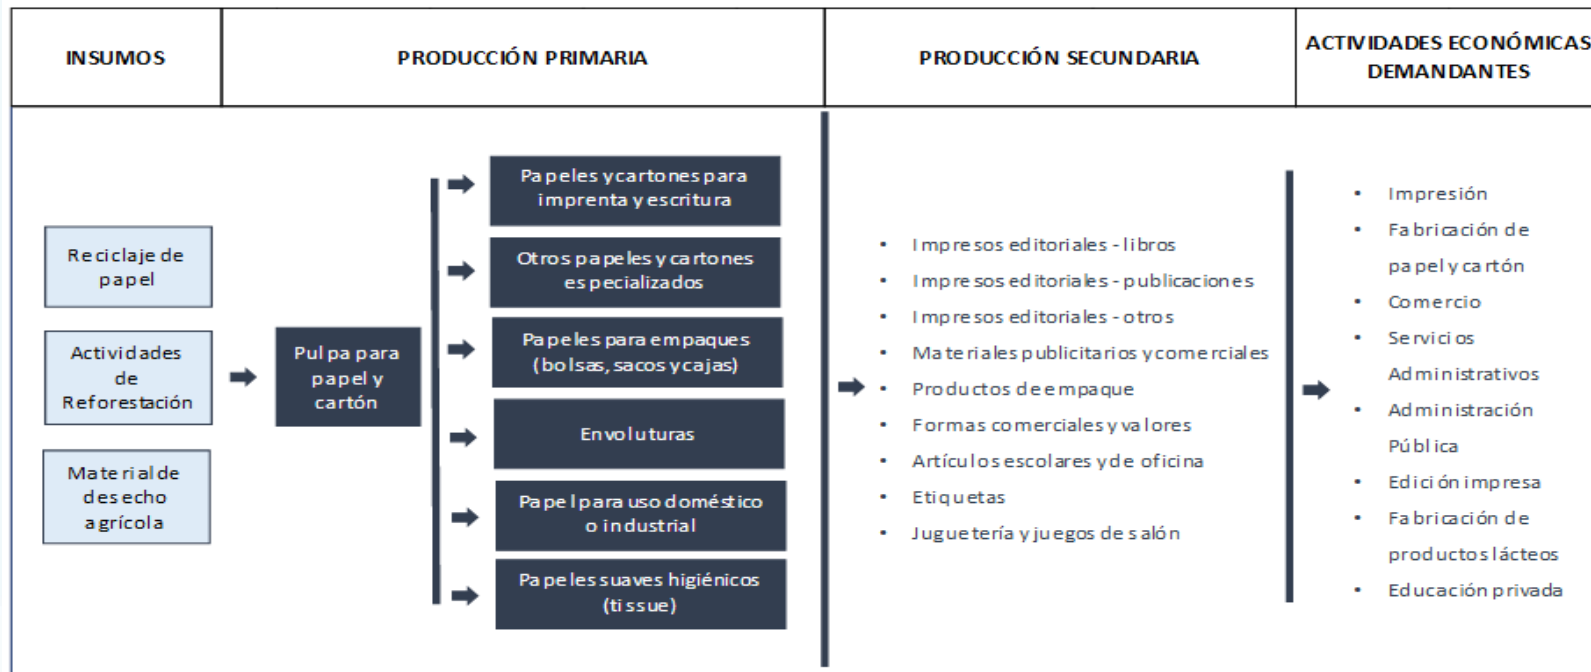 INSUMOS
PRODUCCIÓN PRIMARIA
PRODUCCIÓN SECUNDARIA
ACTIVIDADES ECONÓMICAS
DEMANDANTES
Reciclaje de
papel
Actividades
de
Reforestación
Material de
desecho
agrícola
Pulpa para
papel y
cartón
Papeles y cartones para
imprenta y escritura
Otros papeles y cartones
especializados
Papeles para empaques
(bolsas, sacos y cajas)
Envoluturas
Papel para uso doméstico
o industrial
Papeles suaves higiénicos
(tissue)
• Impresos editoriales - libros
• Impresos editoriales - publicaciones
• Impresos editoriales - otros
• Materiales publicitarios y comerciales
• Productos de empaque
• Formas comerciales y valores
• Artículos escolares y de oficina
• Etiquetas
• Juguetería y juegos de salón
• Impresión
• Fabricación de
papel y cartón
• Comercio
• Servicios
Administrativos
• Administración
Pública
• Edición impresa
• Fabricación de
productos lácteos
• Educación privada